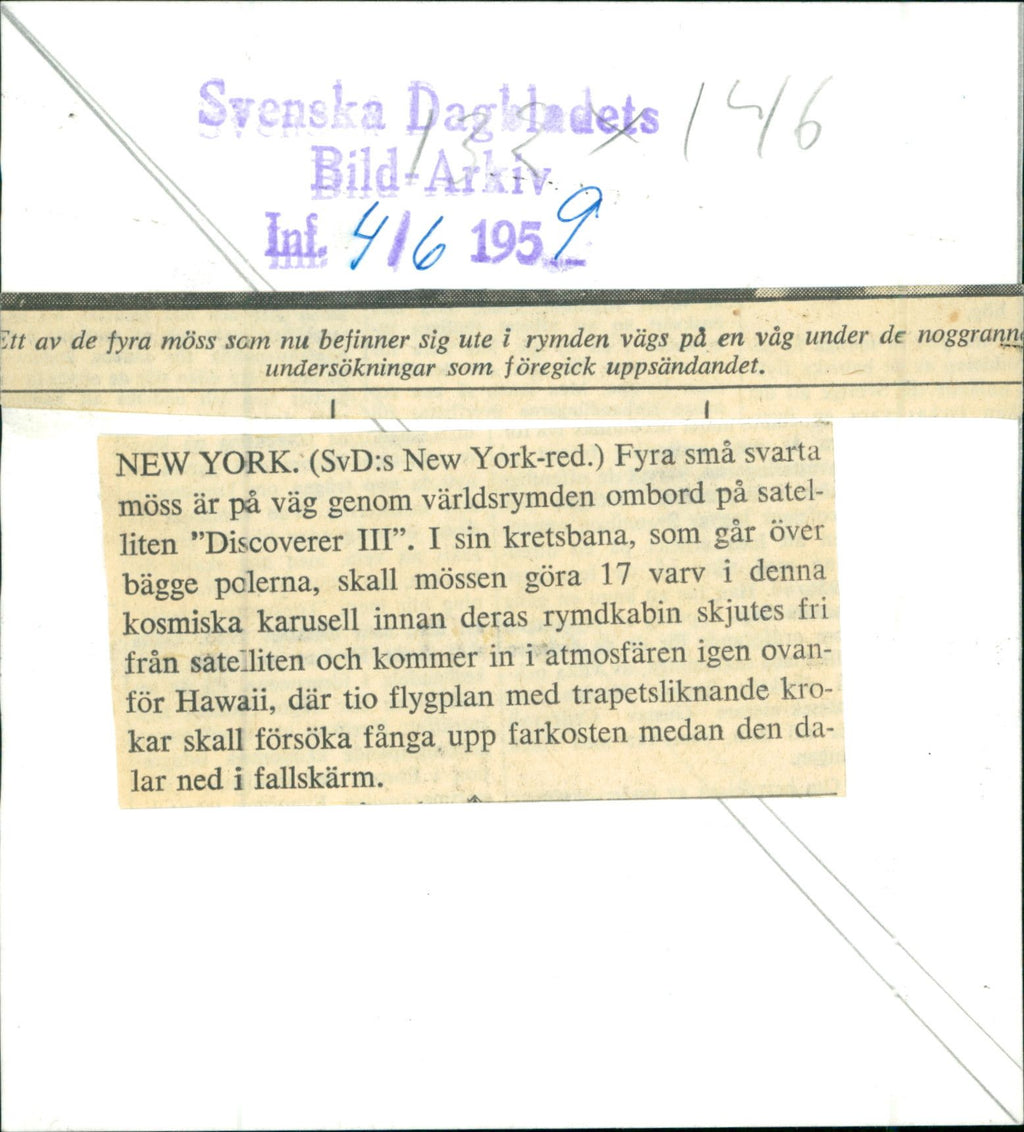 Svenska Dagbladets
132 x 146
Bild-Arkiv
Inf. 4/6 1959
Ett av de fyra möss som nu befinner sig ute i rymden vägs på en våg under de noggranna
undersökningar som föregick uppsändandet.
NEW YORK. (SvD:s New York-red.) Fyra små svarta
möss är på väg genom världsrymden ombord på satel-
liten ”Discoverer III”. I sin kretsbana, som går över
bägge polerna, skall mössen göra 17 varv i denna
kosmiska karusell innan deras rymdkabin skjutes fri
från satelliten och kommer in i atmosfären igen ovan-
för Hawaii, där tio flygplan med trapetsliknande kro-
kar skall försöka fånga upp farkosten medan den da-
lar ned i fallskärm.